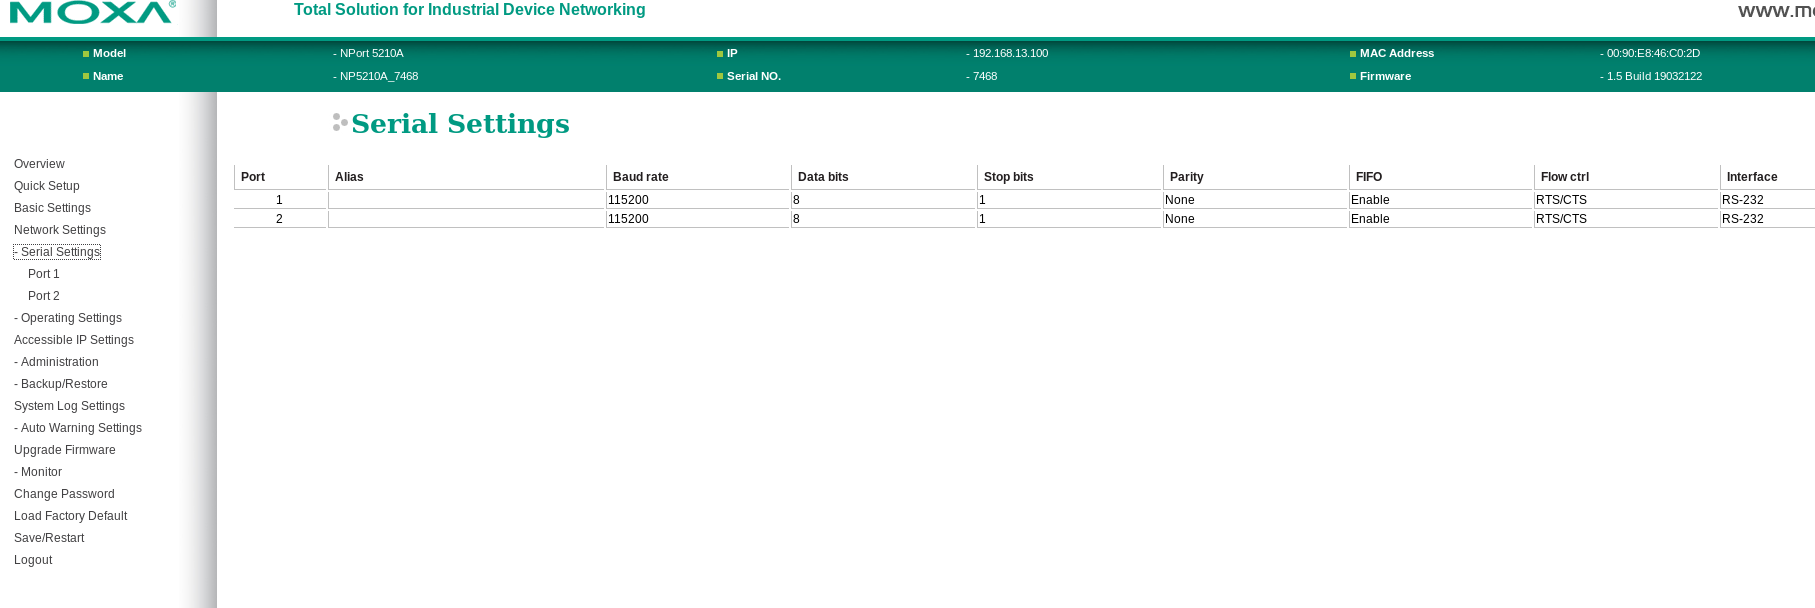 MOXA®
Total Solution for Industrial Device Networking
www.mo
Model - NPort 5210A IP - 192.168.13.100 MAC Address - 00:90:E8:46:C0:2D
Name - NP5210A_7468 Serial NO. - 7468 Firmware - 1.5 Build 19032122
Serial Settings
Overview
Quick Setup
Basic Settings
Network Settings
- Serial Settings
Port 1
Port 2
- Operating Settings
Accessible IP Settings
- Administration
- Backup/Restore
System Log Settings
- Auto Warning Settings
Upgrade Firmware
- Monitor
Change Password
Load Factory Default
Save/Restart
Logout
Port Alias Baud rate Data bits Stop bits Parity FIFO Flow ctrl Interface
1 115200 8 1 None Enable RTS/CTS RS-232
2 115200 8 1 None Enable RTS/CTS RS-232